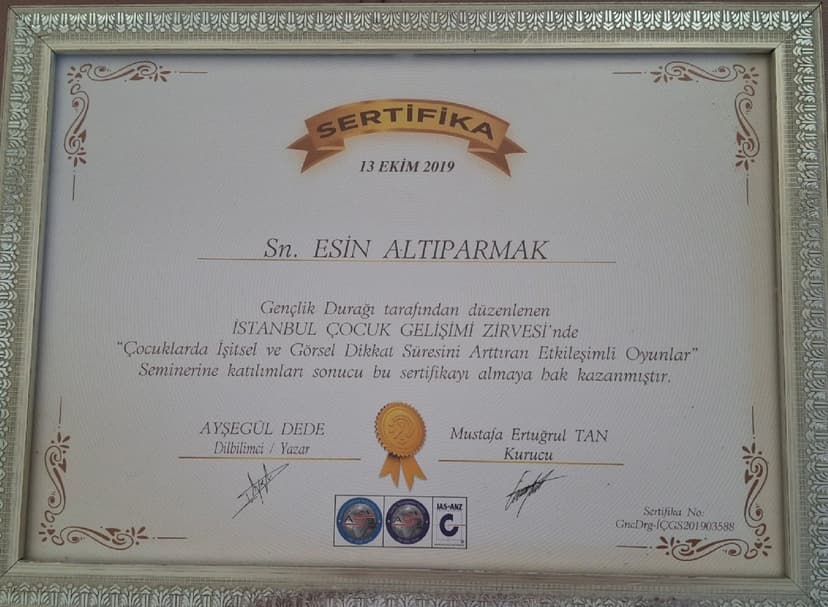 SERTİFİKA
13 EKİM 2019
Sn. ESİN ALTIPARMAK
Gençlik Durağı tarafından düzenlenen
İSTANBUL ÇOCUK GELİŞİMİ ZİRVESİ'nde
“Çocuklarda İşitsel ve Görsel Dikkat Süresini Arttıran Etkileşimli Oyunlar”
Seminerine katılımları sonucu bu sertifikayı almaya hak kazanmıştır.
AYŞEGÜL DEDE
Dilbilimci / Yazar
Mustafa Ertuğrul TAN
Kurucu
IAS-ANZ
Sertifika No:
GncDrg-İÇGS201903588